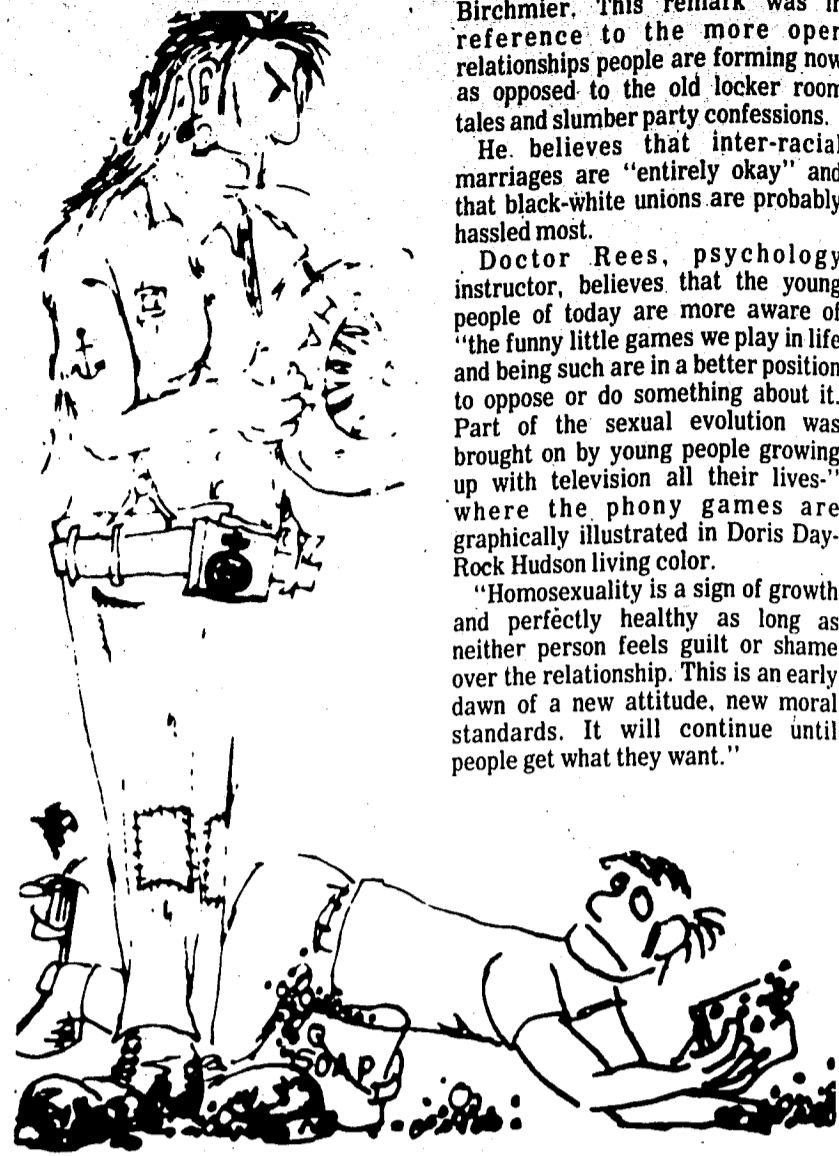 Birchmier. This remark was in
reference to the more open
relationships people are forming now
as opposed to the old locker room
tales and slumber party confessions.
He believes that inter-racial
marriages are "entirely okay" and
that black-white unions are probably
hassled most.
Doctor Rees, psychology
instructor, believes that the young
people of today are more aware of
"the funny little games we play in life
and being such are in a better position
to oppose or do something about it.
Part of the sexual evolution was
brought on by young people growing
up with television all their lives-"
where the phony games are
graphically illustrated in Doris Day-
Rock Hudson living color.
"Homosexuality is a sign of growth
and perfectly healthy as long as
neither person feels guilt or shame
over the relationship. This is an early
dawn of a new attitude, new moral
standards. It will continue until
people get what they want."
SOAP